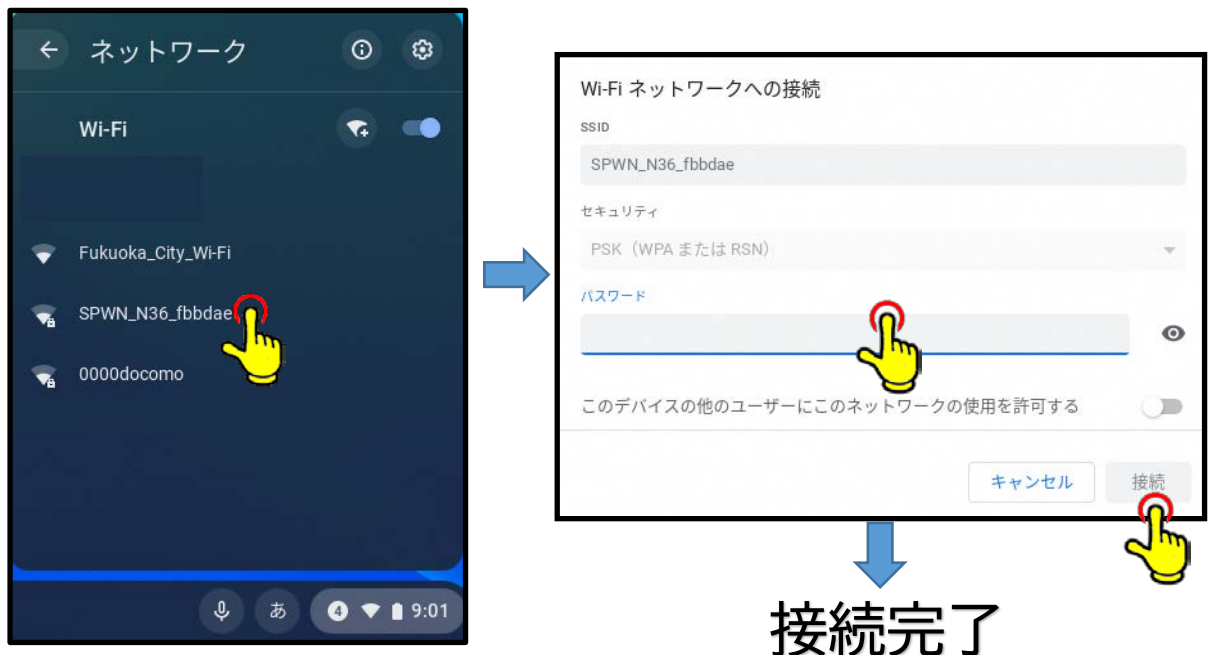 ネットワーク
Wi-Fi
Fukuoka_City_Wi-Fi
SPWN_N36_fbbdae
0000docomo
あ
4
9:01
Wi-Fi ネットワークへの接続
SSID
SPWN_N36_fbbdae
セキュリティ
PSK（WPA または RSN）
パスワード
このデバイスの他のユーザーにこのネットワークの使用を許可する
キャンセル
接続
接続完了